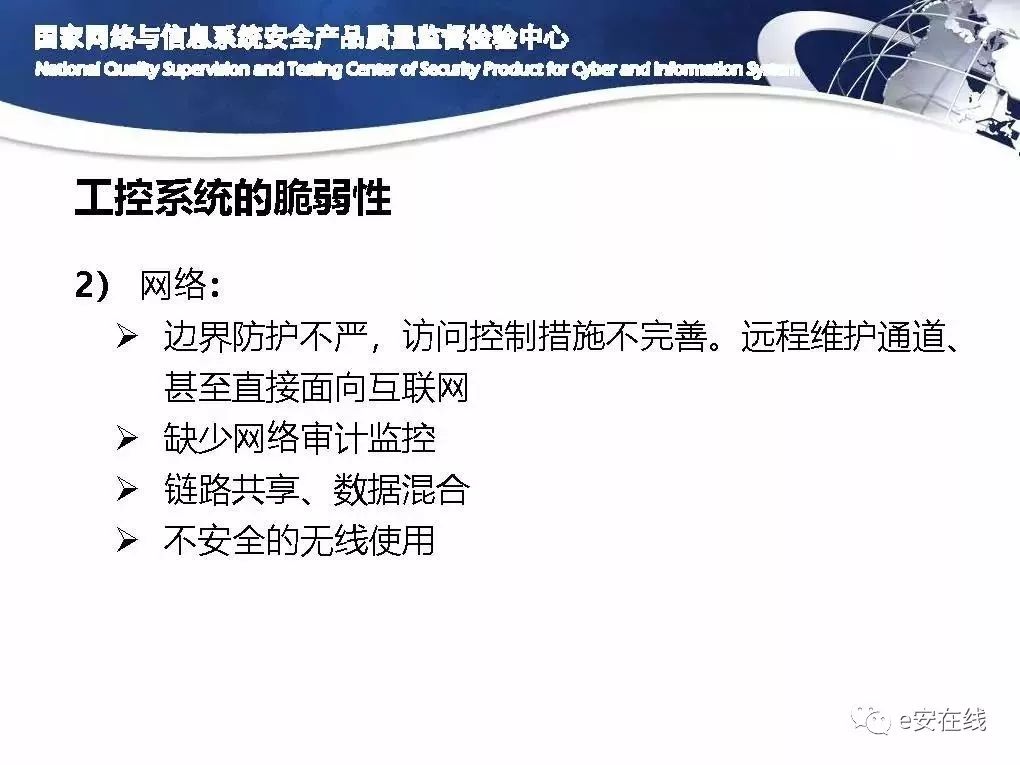 国家网络与信息系统安全产品质量监督检验中心
National Quality Supervision and Testing Center of Security Product for Cyber and Information System
工控系统的脆弱性
2） 网络：
➢ 边界防护不严，访问控制措施不完善。远程维护通道、
甚至直接面向互联网
➢ 缺少网络审计监控
➢ 链路共享、数据混合
➢ 不安全的无线使用
e安在线